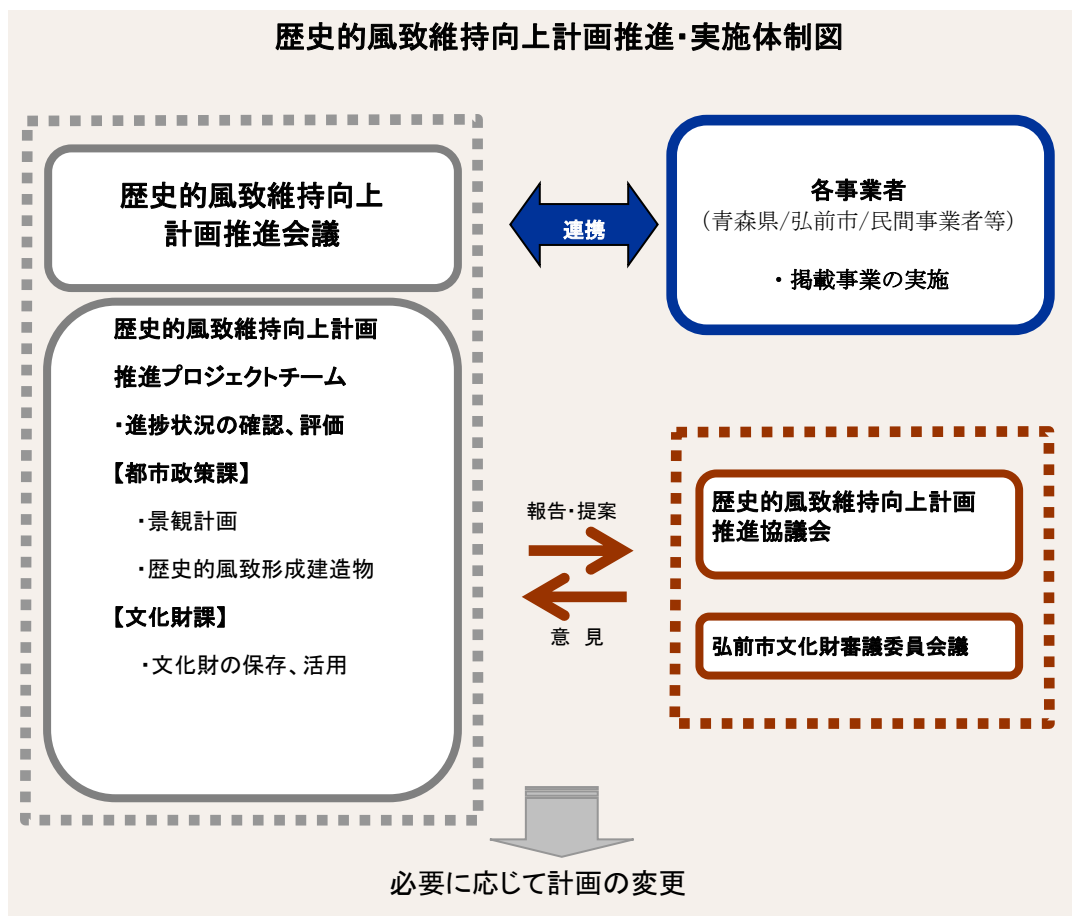 歴史的風致維持向上計画推進・実施体制図
歴史的風致維持向上
計画推進会議
歴史的風致維持向上計画
推進プロジェクトチーム
・進捗状況の確認、評価
【都市政策課】
・景観計画
・歴史的風致形成建造物
【文化財課】
・文化財の保存、活用
連携
各事業者
（青森県/弘前市/民間事業者等）
・掲載事業の実施
報告・提案
意 見
歴史的風致維持向上計画
推進協議会
弘前市文化財審議委員会議
必要に応じて計画の変更